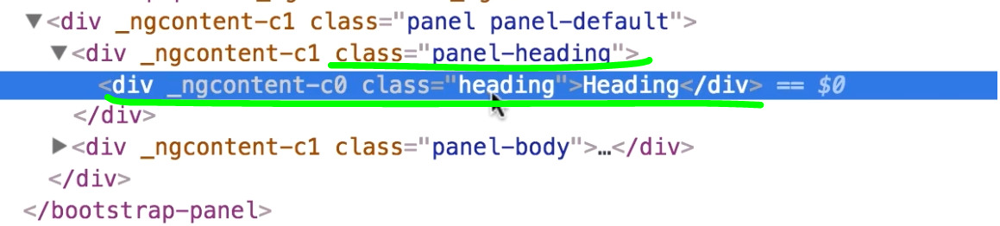 ▼<div _ngcontent-c1 class="panel panel-default">
▼<div _ngcontent-c1 class="panel-heading">
<div _ngcontent-c0 class="heading">Heading</div> == $0
</div>
▶<div _ngcontent-c1 class="panel-body">…</div>
</div>
</bootstrap-panel>